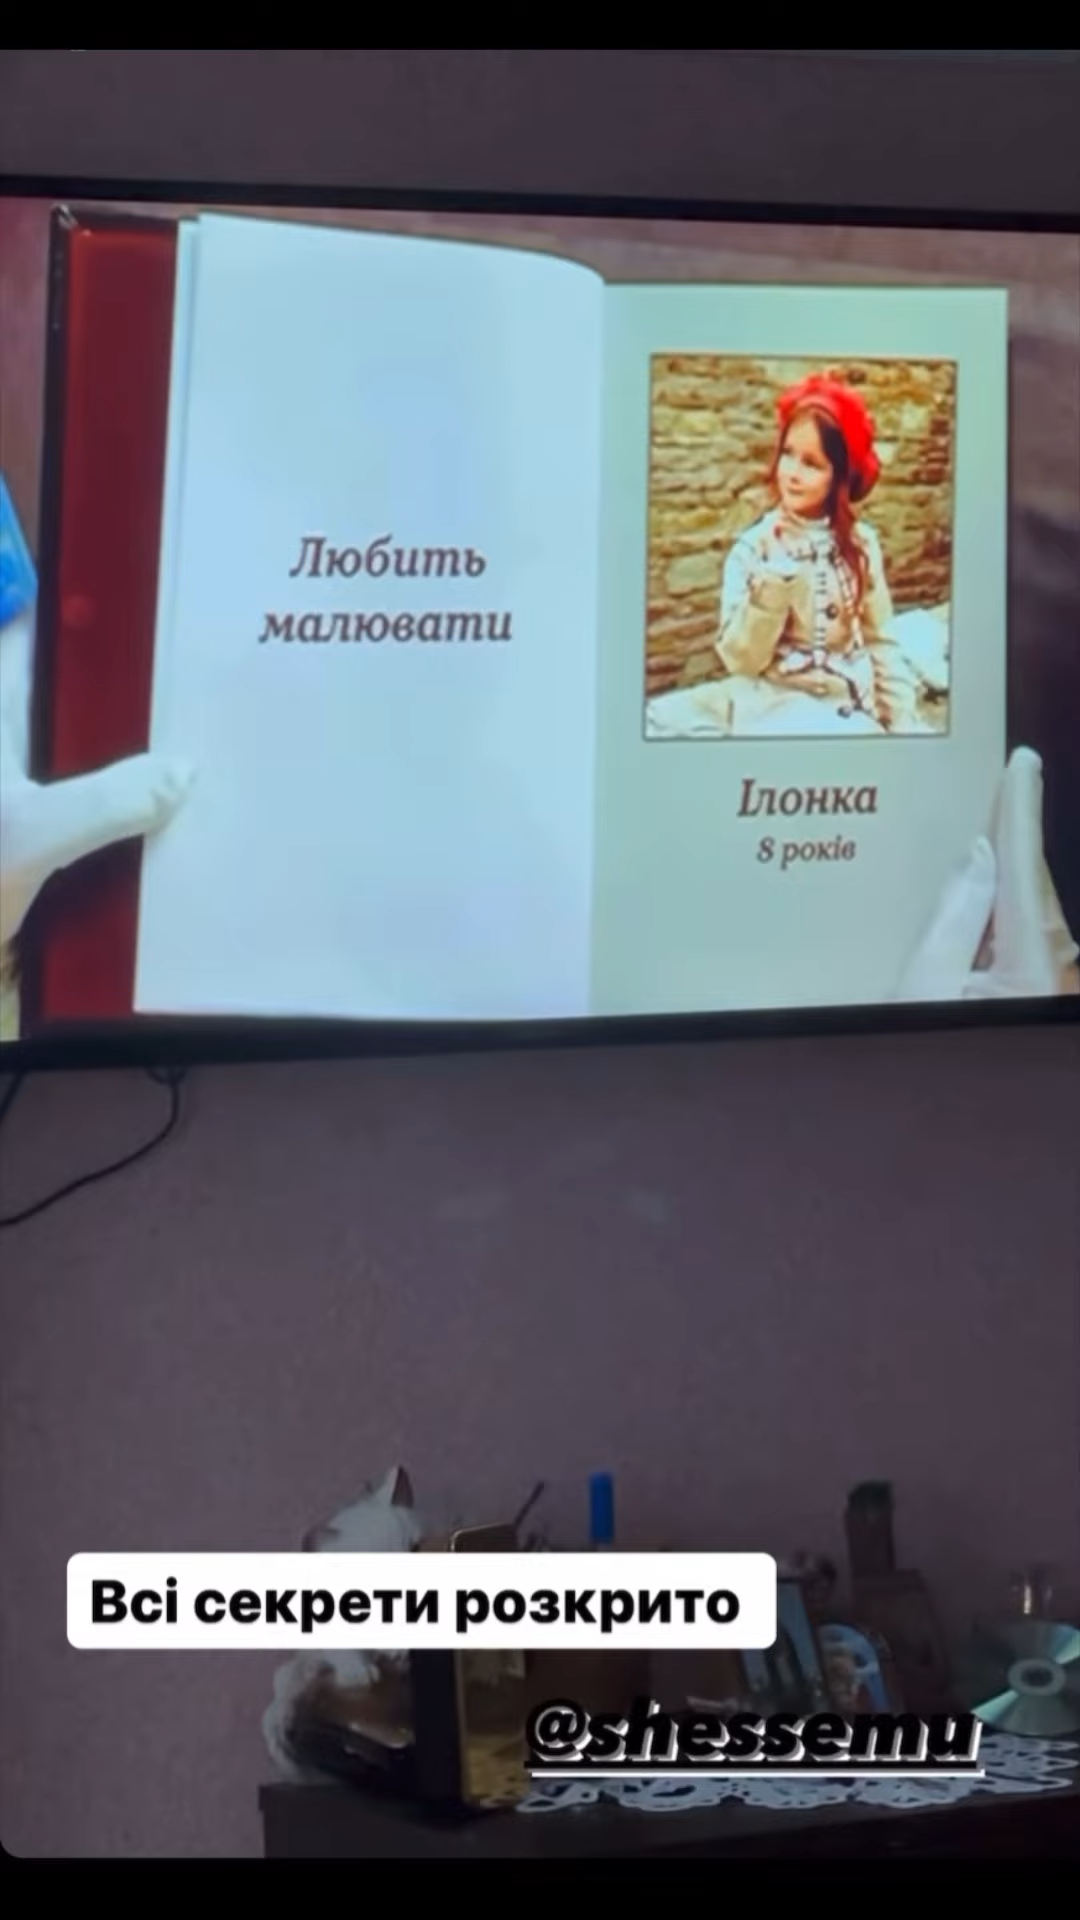 Любить
малювати
Ілонка
8 років
Всі секрети розкрито
@shessemu